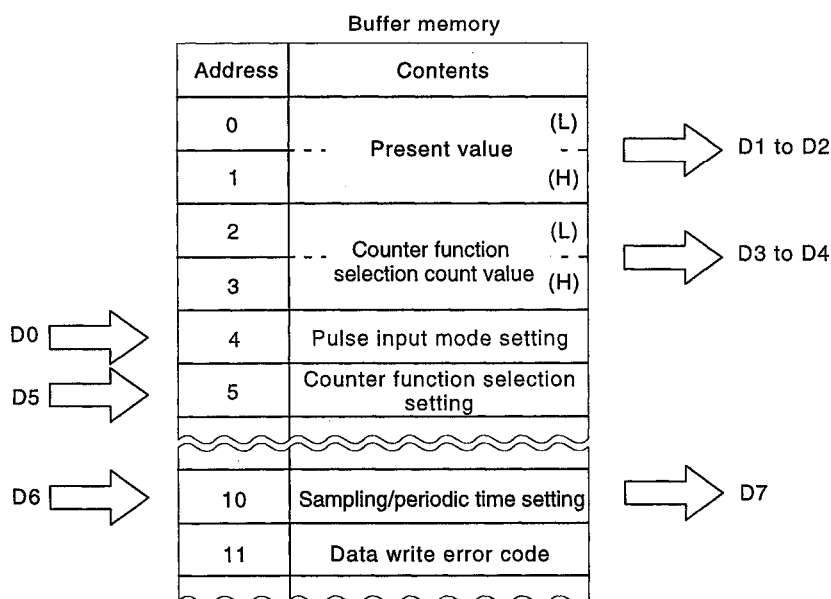 Buffer memory
Address Contents
0 (L)
Present value
1 (H)
D1 to D2
2 (L)
Counter function
selection count value
3 (H)
D3 to D4
D0 4 Pulse input mode setting
D5 5 Counter function selection
setting
D6 10 Sampling/periodic time setting D7
11 Data write error code